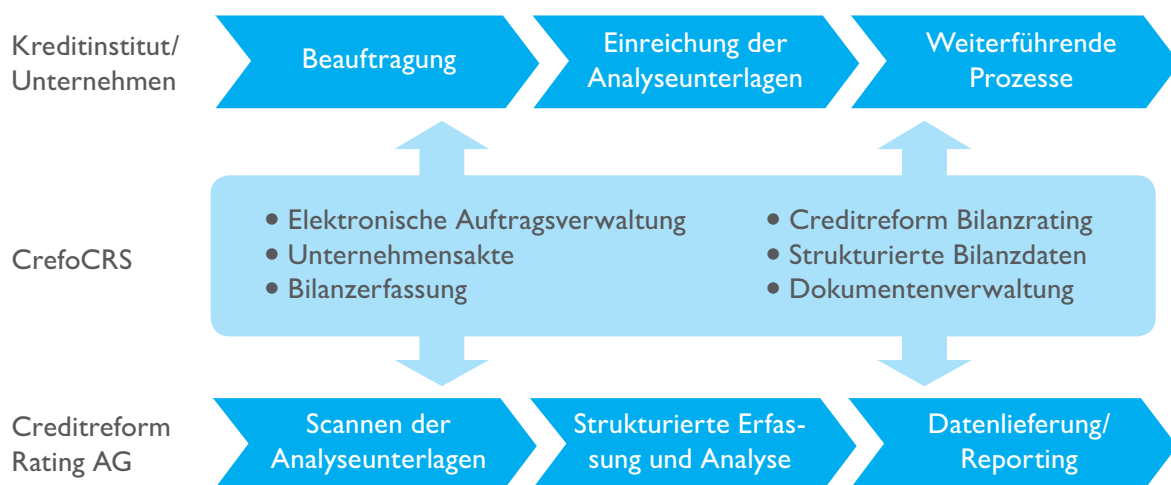 Kreditinstitut/
Unternehmen
Beauftragung
Einreichung der
Analyseunterlagen
Weiterführende
Prozesse
CrefoCRS
• Elektronische Auftragsverwaltung
• Unternehmensakte
• Bilanzerfassung
• Creditreform Bilanzrating
• Strukturierte Bilanzdaten
• Dokumentenverwaltung
Creditreform
Rating AG
Scannen der
Analyseunterlagen
Strukturierte Erfas-
sung und Analyse
Datenlieferung/
Reporting